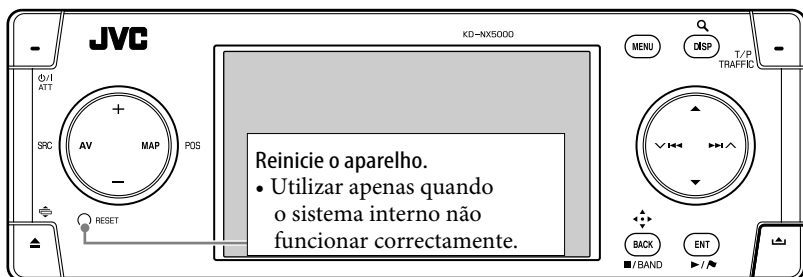 JVC
KD-NX5000
MENU
DISP
T/P
TRAFFIC
⏻/I
ATT
+
SRC
AV
MAP
POS
–
RESET
Reinicie o aparelho.
• Utilizar apenas quando
o sistema interno não
funcionar correctamente.
BACK
ENT
■/BAND